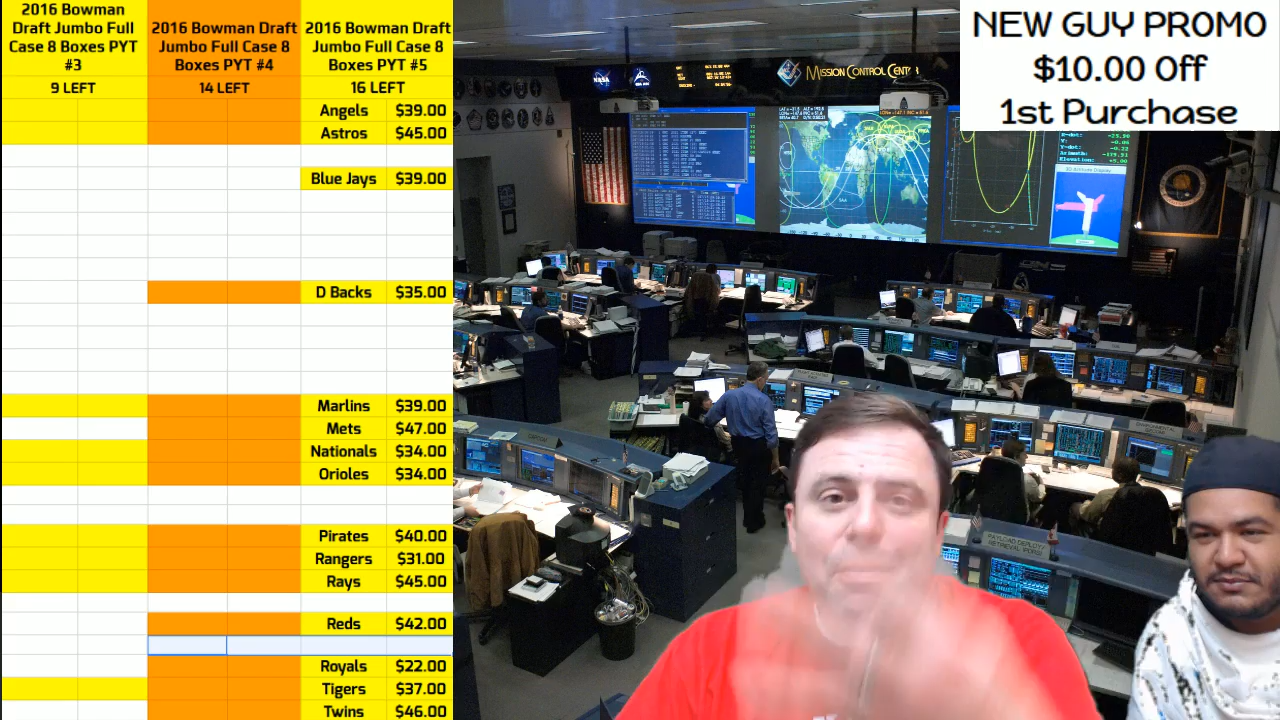 2016 Bowman
Draft Jumbo Full
Case 8 Boxes PYT
#3
9 LEFT
2016 Bowman Draft
Jumbo Full Case 8
Boxes PYT #4
14 LEFT
2016 Bowman Draft
Jumbo Full Case 8
Boxes PYT #5
16 LEFT
Angels $39.00
Astros $45.00
Blue Jays $39.00
D Backs $35.00
Marlins $39.00
Mets $47.00
Nationals $34.00
Orioles $34.00
Pirates $40.00
Rangers $31.00
Rays $45.00
Reds $42.00
Royals $22.00
Tigers $37.00
Twins $46.00
NASA
MISSION CONTROL CENT
NEW GUY PROMO
$10.00 Off
1st Purchase